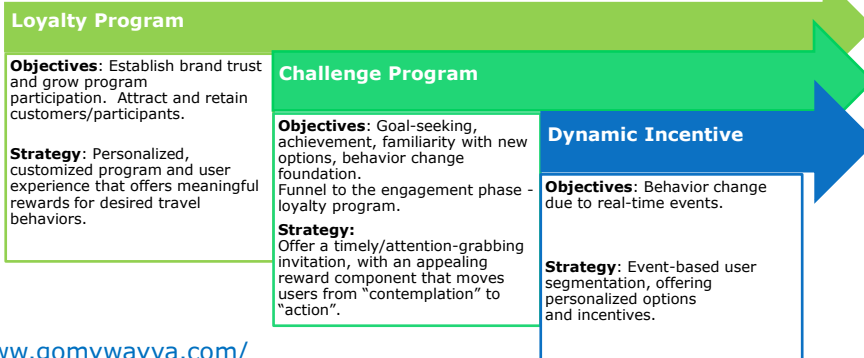 Loyalty Program
Objectives: Establish brand trust
and grow program
participation.  Attract and retain
customers/participants.
Strategy: Personalized,
customized program and user
experience that offers meaningful
rewards for desired travel
behaviors.
Challenge Program
Objectives: Goal-seeking,
achievement, familiarity with new
options, behavior change
foundation.
Funnel to the engagement phase -
loyalty program.
Strategy:
Offer a timely/attention-grabbing
invitation, with an appealing
reward component that moves
users from “contemplation” to
“action”.
Dynamic Incentive
Objectives: Behavior change
due to real-time events.
Strategy: Event-based user
segmentation, offering
personalized options
and incentives.
ww.gomywayva.com/